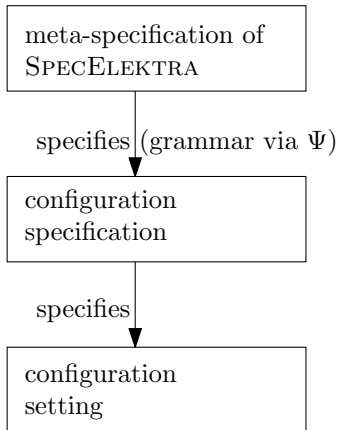 meta-specification of
SPECELEKTRA
specifies (grammar via Ψ)
configuration
specification
specifies
configuration
setting